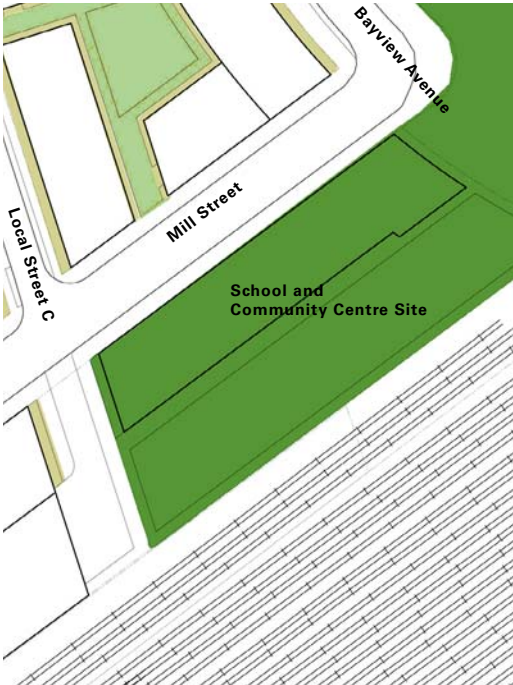 Bayview Avenue
Mill Street
Local Street C
School and
Community Centre Site